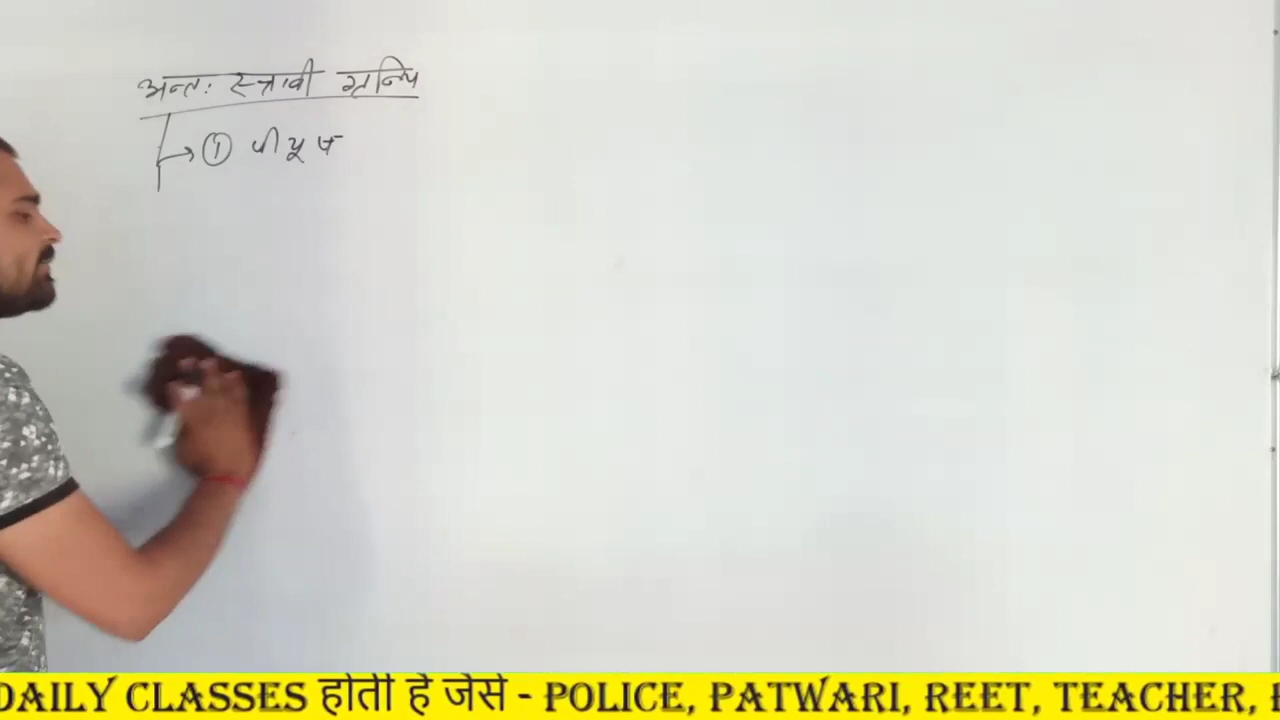 अन्तः स्त्रावी ग्रन्थि
→ ① पीयूष
DAILY CLASSES होती हे जेसे - POLICE, PATWARI, REET, TEACHER,